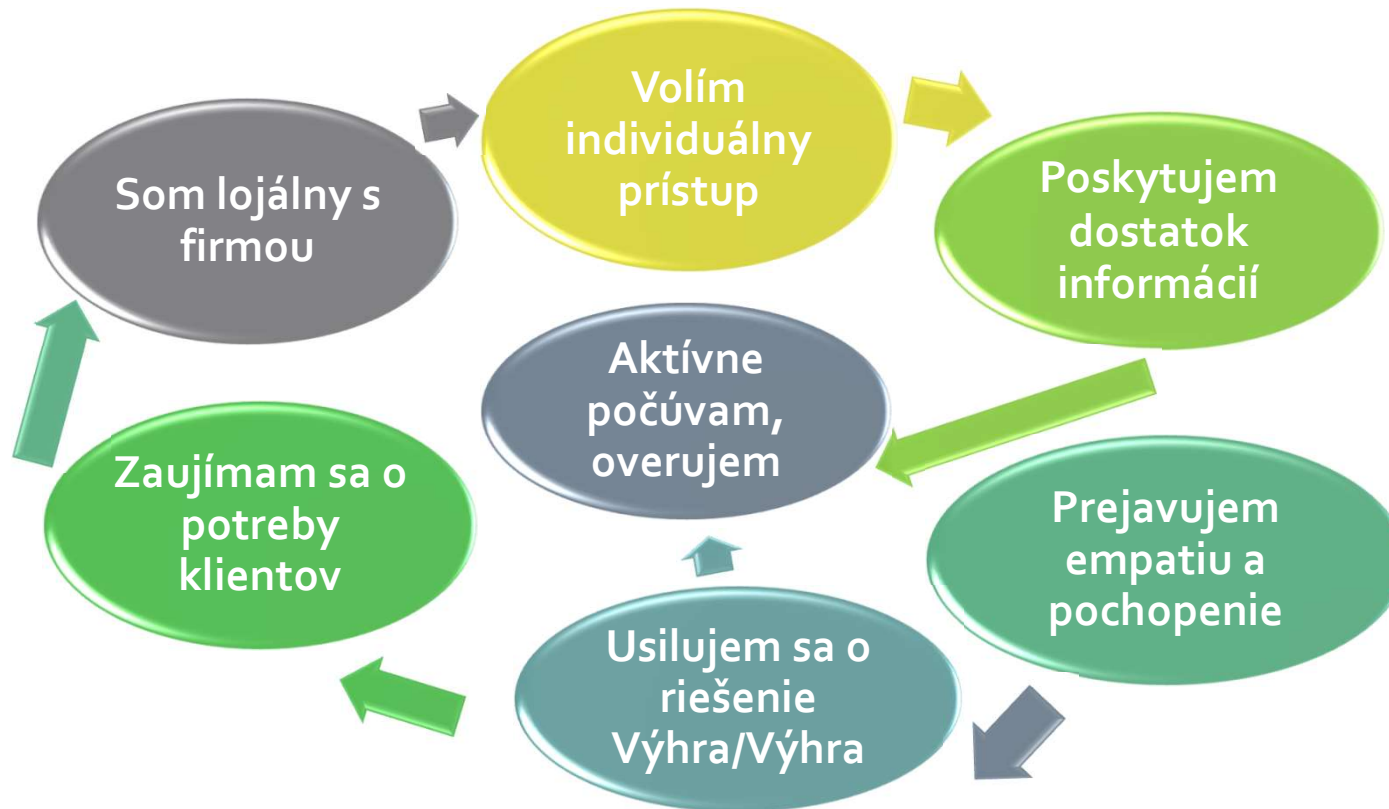 Volím
individuálny
prístup
Som lojálny s
firmou
Poskytujem
dostatok
informácií
Aktívne
počúvam,
overujem
Zaujímam sa o
potreby
klientov
Prejavujem
empatiu a
pochopenie
Usilujem sa o
riešenie
Výhra/Výhra